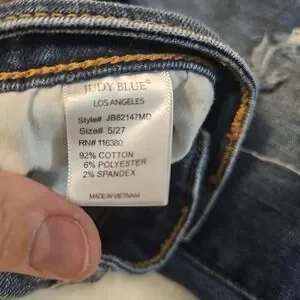 JUDY BLUE®
LOS ANGELES
Style# JB82147MD
Size# 5/27
RN# 116380
92% COTTON
6% POLYESTER
2% SPANDEX
MADE IN VIETNAM